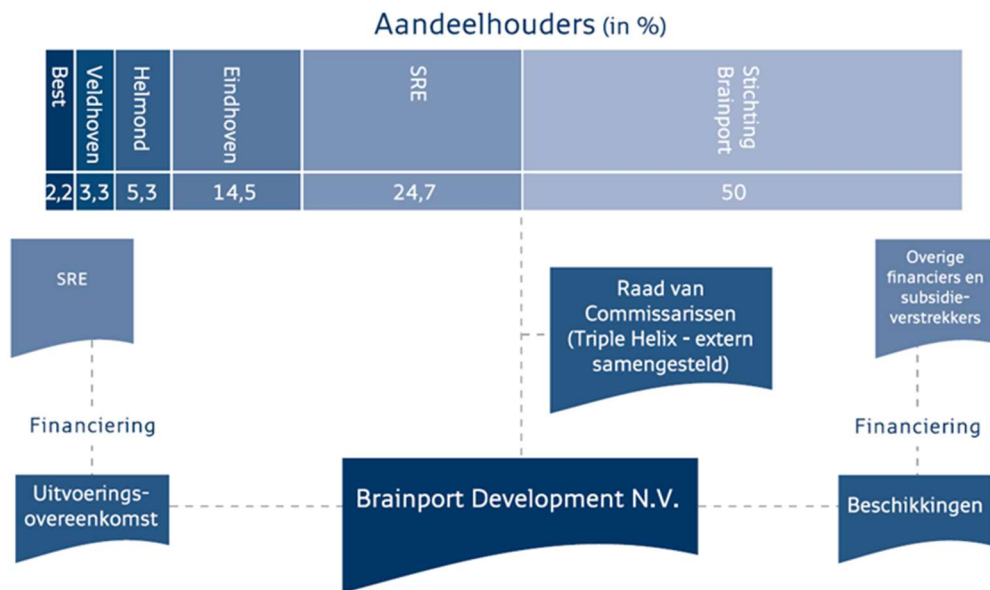 Aandeelhouders (in %)
Best
Veldhoven
Helmond
Eindhoven
SRE
Stichting
Brainport
2,2 3,3 5,3 14,5 24,7 50
SRE
Raad van
Commissarissen
(Triple Helix - extern
samengesteld)
Overige
financiers en
subsidie-
verstrekkers
Financiering
Financiering
Uitvoerings-
overeenkomst
Brainport Development N.V.
Beschikkingen